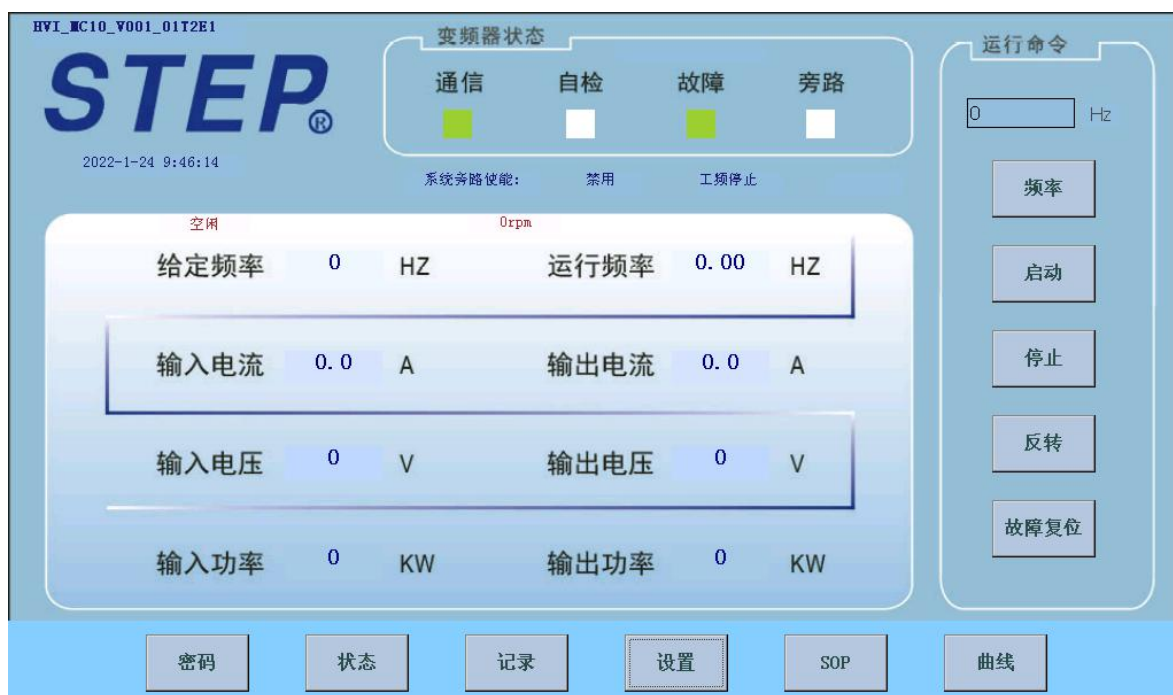 HVI_MC10_V001_01T2E1
STEP®
2022-1-24 9:46:14
变频器状态
通信 自检 故障 旁路
系统旁路使能: 禁用 工频停止
空闲 0rpm
给定频率 0 HZ 运行频率 0.00 HZ
输入电流 0.0 A 输出电流 0.0 A
输入电压 0 V 输出电压 0 V
输入功率 0 KW 输出功率 0 KW
运行命令
0 Hz
频率
启动
停止
反转
故障复位
密码 状态 记录 设置 SOP 曲线